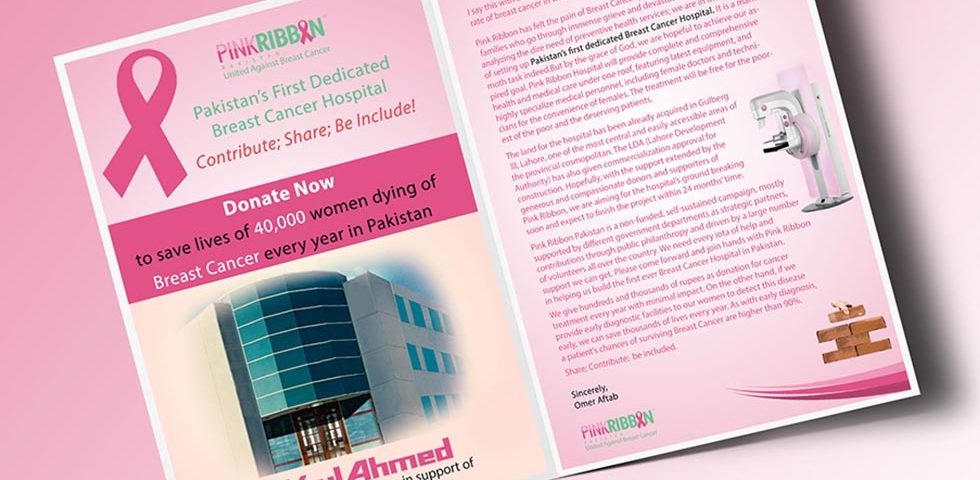 PINKRIBBON
PAKISTAN
United Against Breast Cancer
Pakistan's First Dedicated
Breast Cancer Hospital
Contribute; Share; Be Include!
Donate Now
to save lives of 40,000 women dying of
Breast Cancer every year in Pakistan
Ahmed
in support of
I say this with
rate of breast cancer in
Pink Ribbon has felt the pain of Breast Canc
families who go through immense grief and devasta
analyzing the dire need of preventive health services; we are in the
of setting up Pakistan's first dedicated Breast Cancer Hospital. It is a mam-
moth task indeed.But by the grace of God, we are hopeful to achieve our as-
pired goal. Pink Ribbon Hospital will provide complete and comprehensive
health and medical care under one roof, featuring latest equipment, and
highly specialize medical personnel, including female doctors and techni-
cians for the convenience of females. The treatment will be free for the poor-
est of the poor and the deserving patients.
The land for the hospital has been already acquired in Gulberg
III, Lahore, one of the most central and easily accessible areas of
the provincial cosmopolitan. The LDA (Lahore Development
Authority) has also given commercialization approval for
construction. Hopefully, with the support extended by the
generous and compassionate donors and supporters of
Pink Ribbon, we are aiming for the hospital's ground breaking
soon and expect to finish the project within 24 months' time.
Pink Ribbon Pakistan is a non-funded, self-sustained campaign, mostly
supported by different government departments as strategic partners,
contributions through public philanthropy and driven by a large number
of volunteers all over the country. We need every iota of help and
support we can get. Please come forward and join hands with Pink Ribbon
in helping us build the first ever Breast Cancer Hospital in Pakistan.
We give hundreds and thousands of rupees as donation for cancer
treatment every year with minimal impact. On the other hand, if we
provide early diagnostic facilities to our women to detect this disease
early, we can save thousands of lives every year. As with early diagnosis,
a patient's chances of surviving Breast Cancer are higher than 90%.
Share; Contribute; be included.
Sincerely,
Omer Aftab
PINKRIBBON
PAKISTAN
United Against Breast Cancer